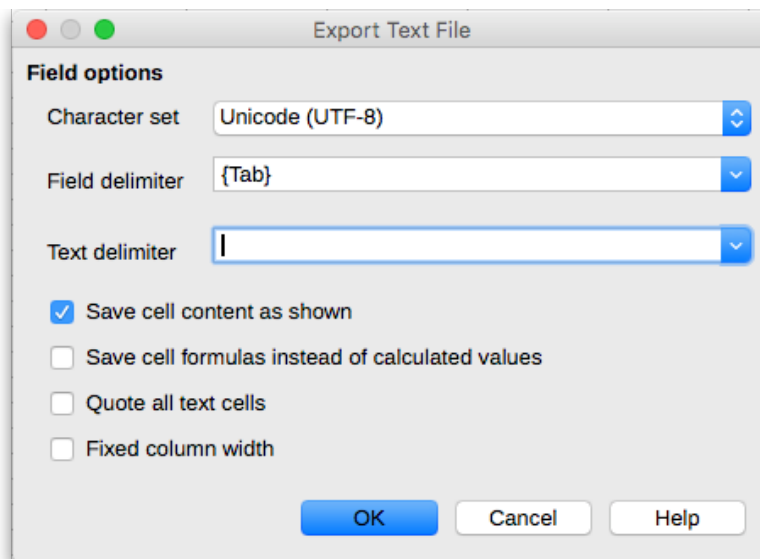 Export Text File
Field options
Character set Unicode (UTF-8)
Field delimiter {Tab}
Text delimiter
Save cell content as shown
Save cell formulas instead of calculated values
Quote all text cells
Fixed column width
OK Cancel Help